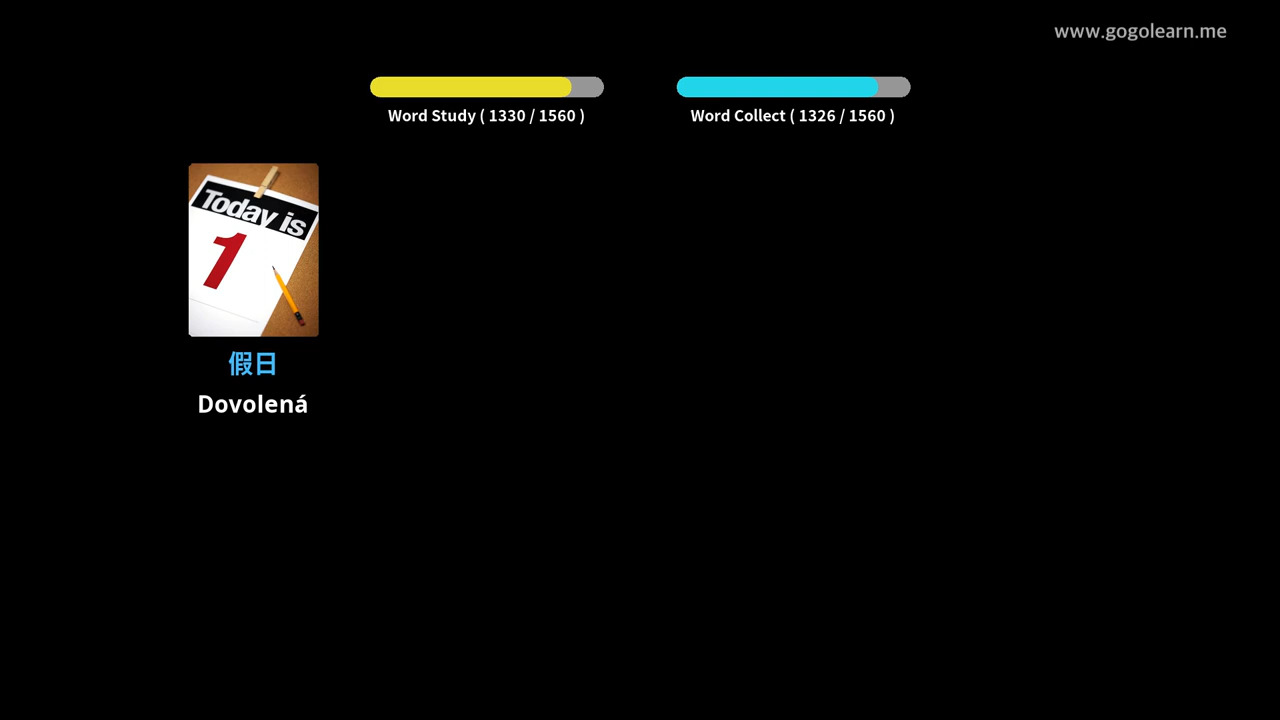 www.gogolearn.me
Word Study ( 1330 / 1560 )
Word Collect ( 1326 / 1560 )
Today is
1
假日
Dovolená